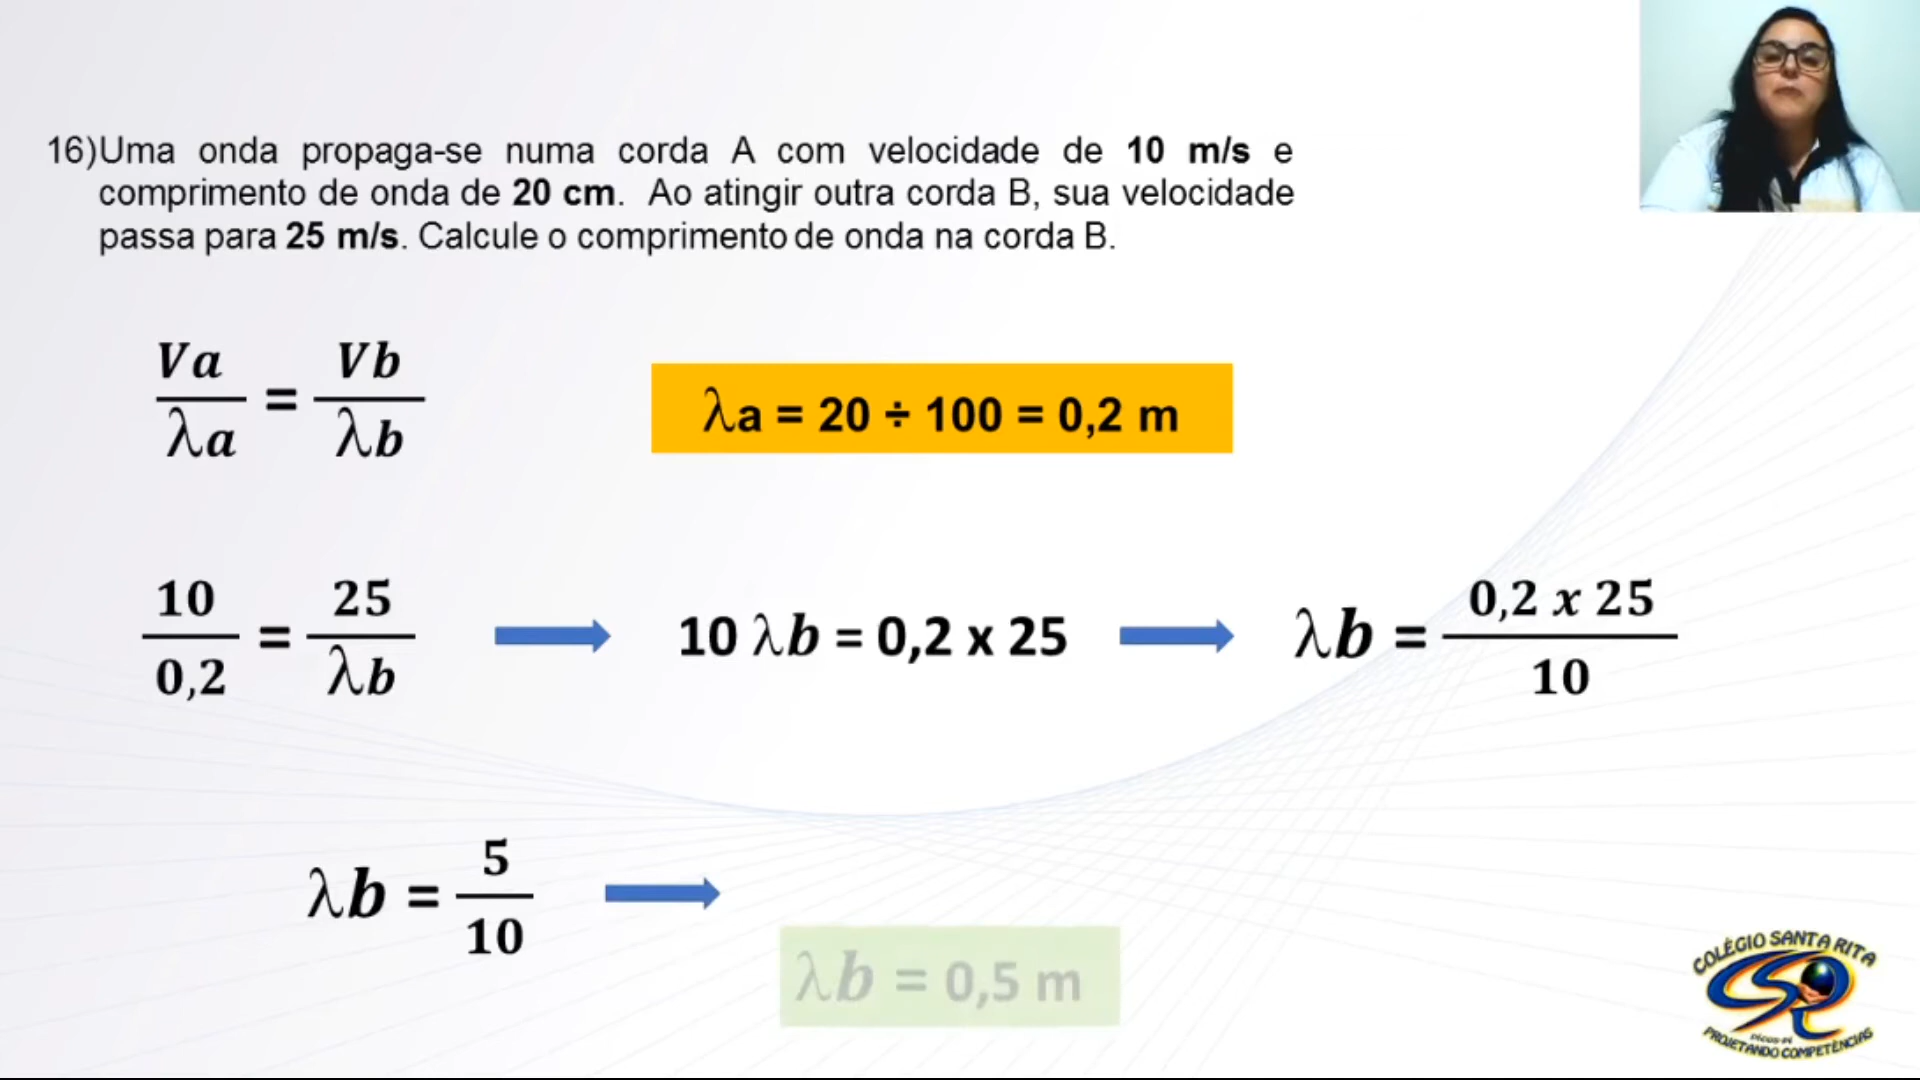 16)Uma onda propaga-se numa corda A com velocidade de 10 m/s e
comprimento de onda de 20 cm. Ao atingir outra corda B, sua velocidade
passa para 25 m/s. Calcule o comprimento de onda na corda B.
Va/λa = Vb/λb
λa = 20 ÷ 100 = 0,2 m
10/0,2 = 25/λb
10 λb = 0,2 x 25
λb = 0,2 x 25/10
λb = 5/10
λb = 0,5 m
COLÉGIO SANTA RITA
PICOS-PI
PROJETANDO COMPETÊNCIAS